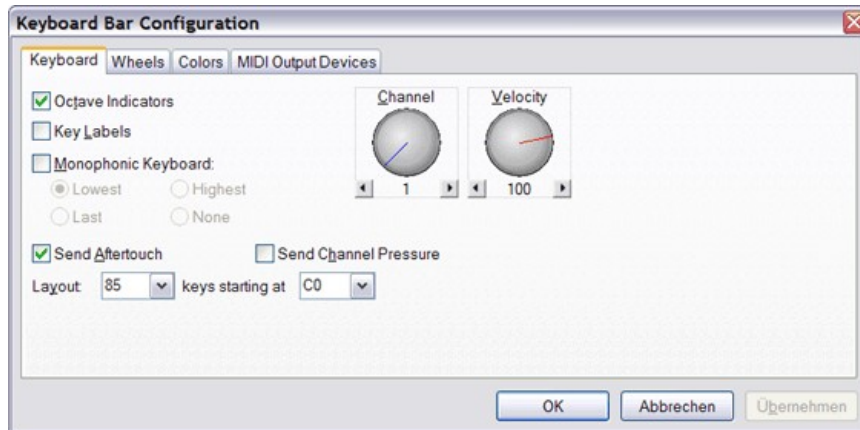 Keyboard Bar Configuration
Keyboard Wheels Colors MIDI Output Devices
Octave Indicators
Key Labels
Monophonic Keyboard:
Lowest Highest
Last None
Channel Velocity
1 100
Send Aftertouch Send Channel Pressure
Layout: 85 keys starting at C0
OK Abbrechen Übernehmen